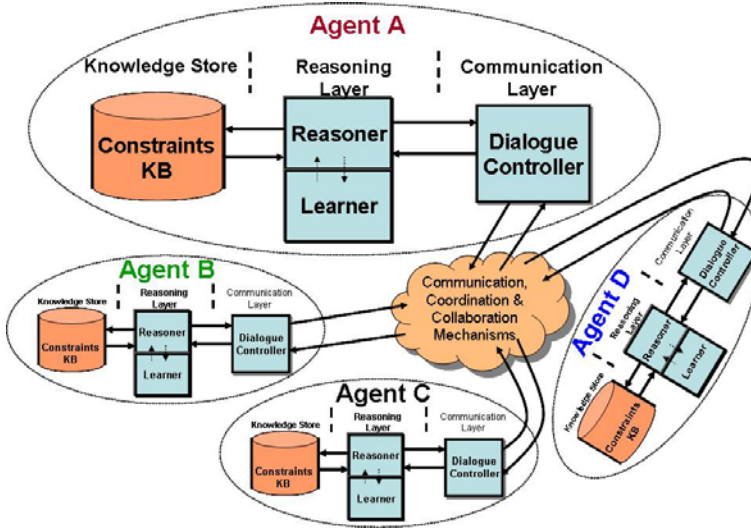 Agent A
Knowledge Store
Reasoning
Layer
Communication
Layer
Constraints
KB
Reasoner
Learner
Dialogue
Controller
Agent B
Knowledge Store
Reasoning
Layer
Communication
Layer
Constraints
KB
Reasoner
Learner
Dialogue
Controller
Communication,
Coordination &
Collaboration
Mechanisms
Agent C
Knowledge Store
Reasoning
Layer
Communication
Layer
Constraints
KB
Reasoner
Learner
Dialogue
Controller
Agent D
Knowledge Store
Reasoning
Layer
Communication
Layer
Constraints
KB
Reasoner
Learner
Dialogue
Controller